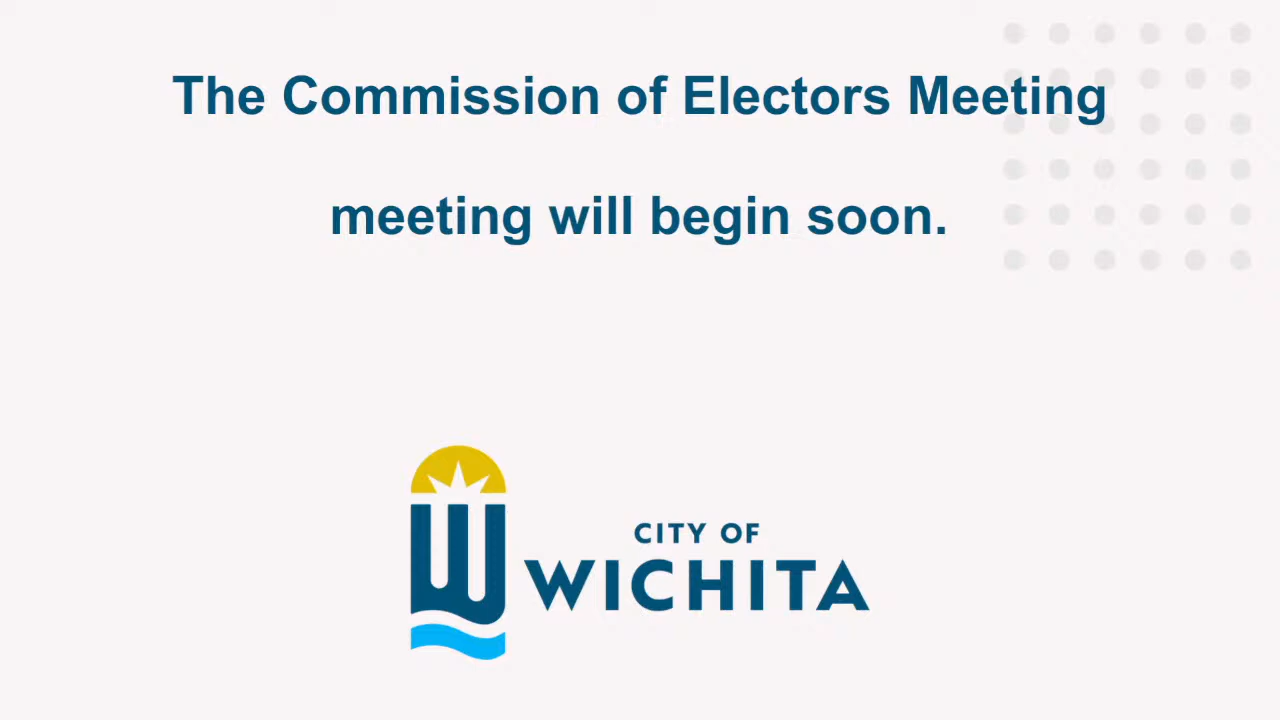 The Commission of Electors Meeting
meeting will begin soon.
CITY OF
WICHITA